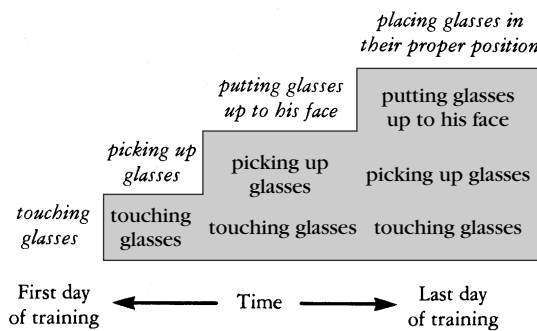 placing glasses in
their proper position
putting glasses
up to his face
putting glasses
up to his face
picking up
glasses
picking up
glasses
picking up glasses
touching
glasses
touching
glasses
touching glasses
touching glasses
First day
of training
Time
Last day
of training